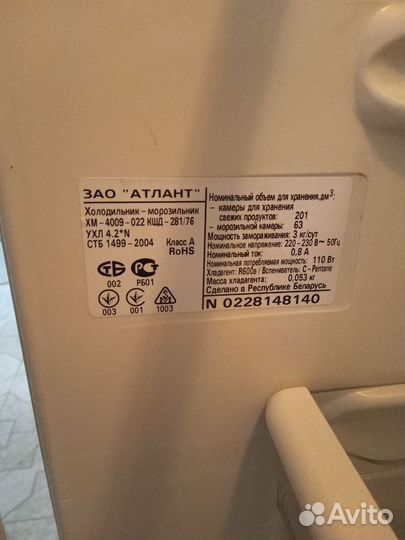 ЗАО "АТЛАНТ"
Холодильник - морозильник
ХМ - 4009 - 022 КШД - 281/76
УХЛ 4.2*N
СТБ 1499 - 2004 Класс А
RoHS
002 РБ01
003 001 1003
Номинальный объем для хранения, дм³:
- камеры для хранения
свежих продуктов: 201
- морозильной камеры: 63
Мощность замораживания: 3 кг/сут
Номинальное напряжение: 220 - 230 В ~ 50Гц
Номинальный ток: 0,8 А
Номинальная потребляемая мощность: 110 Вт
Хладагент: R600a / Вспениватель: C - Pentane
Масса хладагента: 0,053 кг
Сделано в Республике Беларусь
N 0228148140
Avito